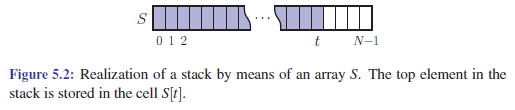 S ...
0 1 2 t N−1
Figure 5.2: Realization of a stack by means of an array S. The top element in the
stack is stored in the cell S[t].